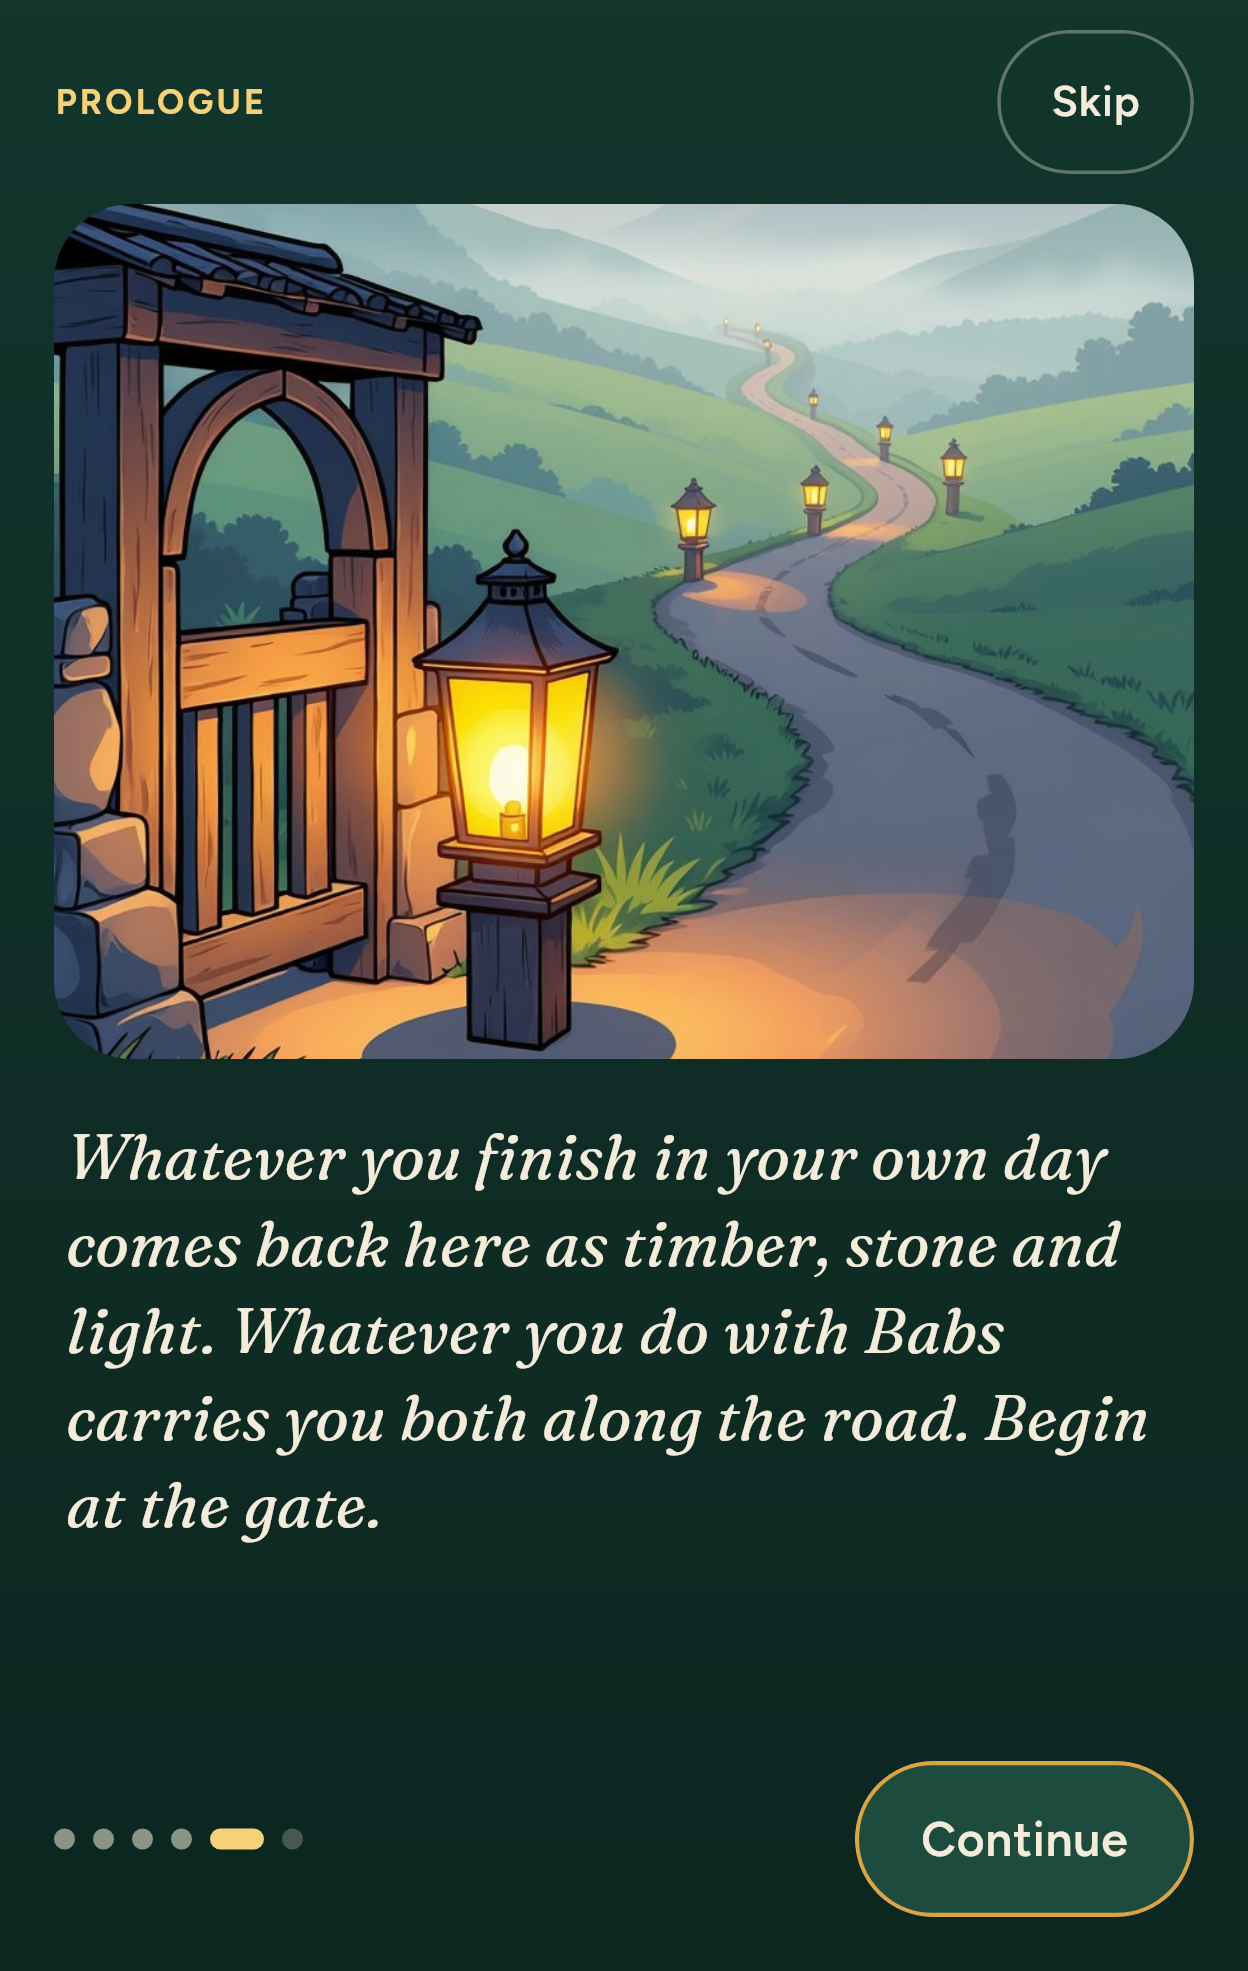 PROLOGUE
Skip
Whatever you finish in your own day
comes back here as timber, stone and
light. Whatever you do with Babs
carries you both along the road. Begin
at the gate.
Continue